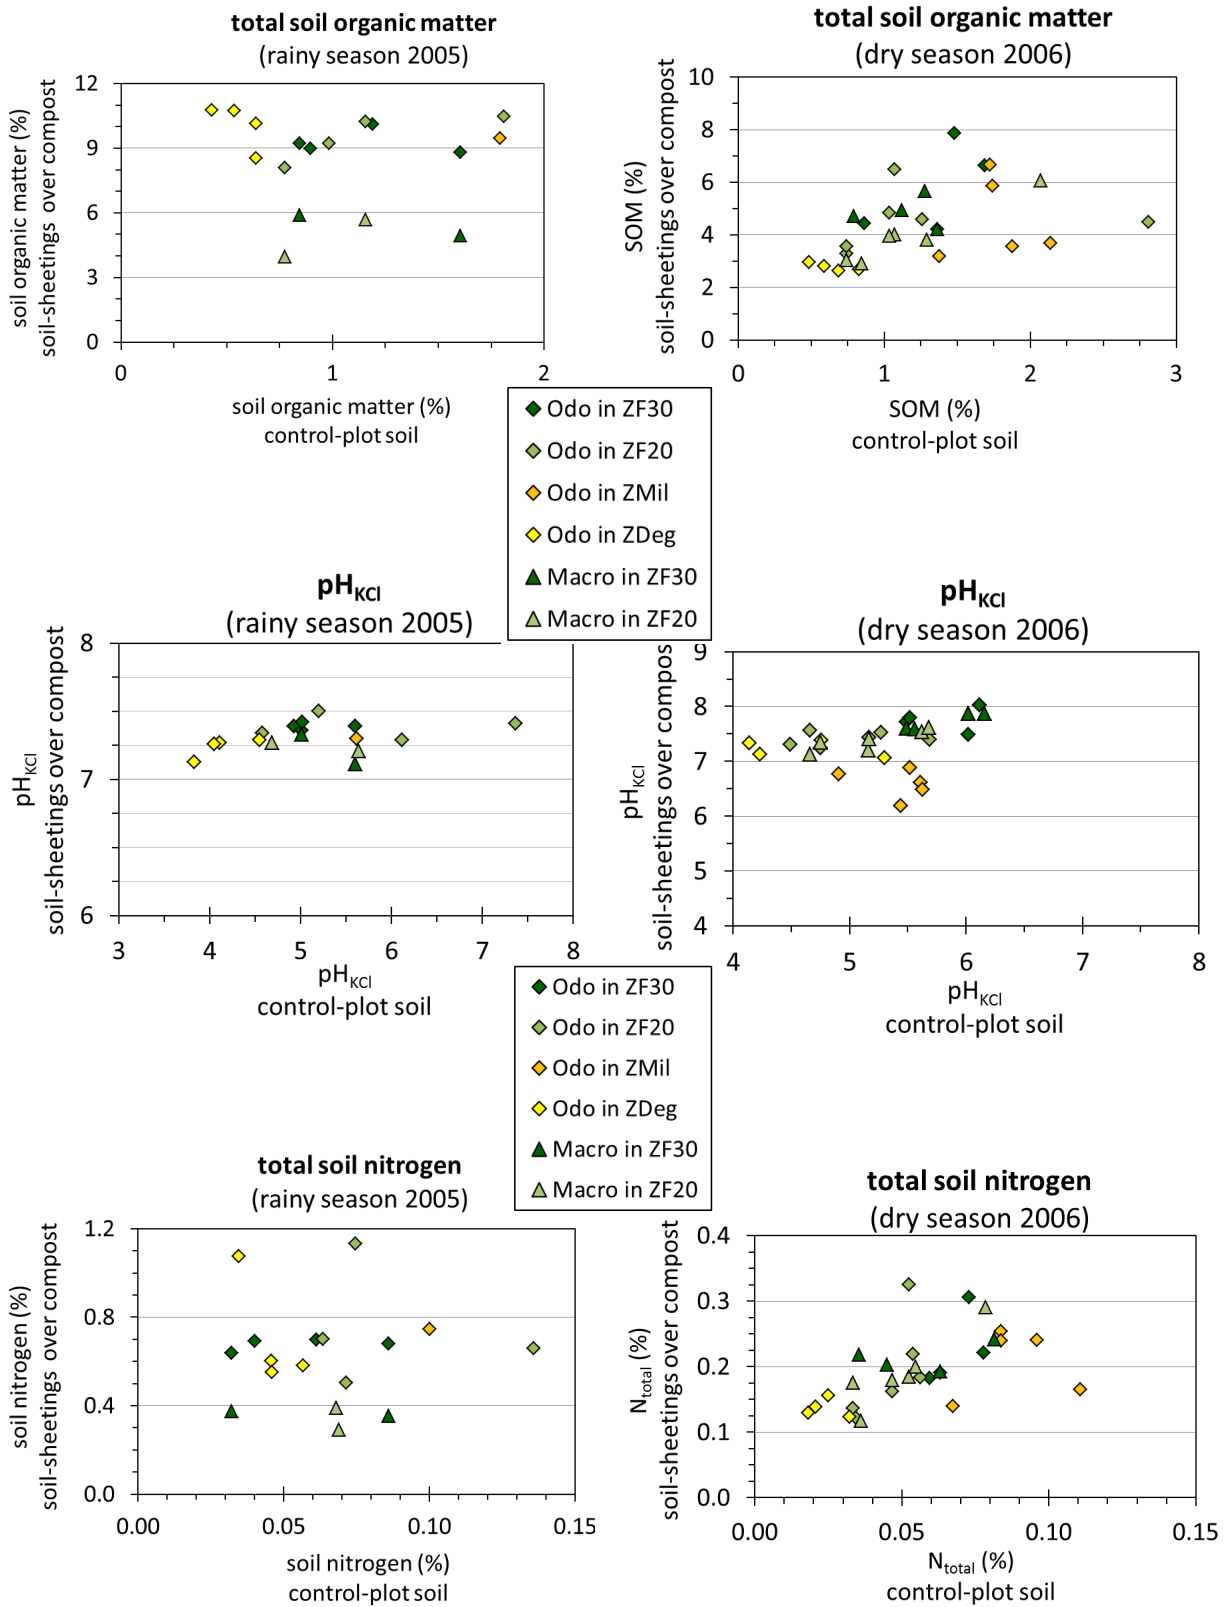 total soil organic matter
(rainy season 2005)
soil organic matter (%)
soil-sheetings over compost
12
9
6
3
0
0
1
2
soil organic matter (%)
control-plot soil
total soil organic matter
(dry season 2006)
SOM (%)
soil-sheetings over compost
10
8
6
4
2
0
0
1
2
3
SOM (%)
control-plot soil
Odo in ZF30
Odo in ZF20
Odo in ZMil
Odo in ZDeg
Macro in ZF30
Macro in ZF20
pHKCl
(rainy season 2005)
pHKCl
soil-sheetings over compost
8
7
6
3
4
5
6
7
8
pHKCl
control-plot soil
pHKCl
(dry season 2006)
pHKCl
soil-sheetings over compost
9
8
7
6
5
4
4
5
6
7
8
pHKCl
control-plot soil
Odo in ZF30
Odo in ZF20
Odo in ZMil
Odo in ZDeg
Macro in ZF30
Macro in ZF20
total soil nitrogen
(rainy season 2005)
soil nitrogen (%)
soil-sheetings over compost
1.2
0.8
0.4
0.0
0.00
0.05
0.10
0.15
soil nitrogen (%)
control-plot soil
total soil nitrogen
(dry season 2006)
Ntotal (%)
soil-sheetings over compost
0.4
0.3
0.2
0.1
0.0
0.00
0.05
0.10
0.15
Ntotal (%)
control-plot soil